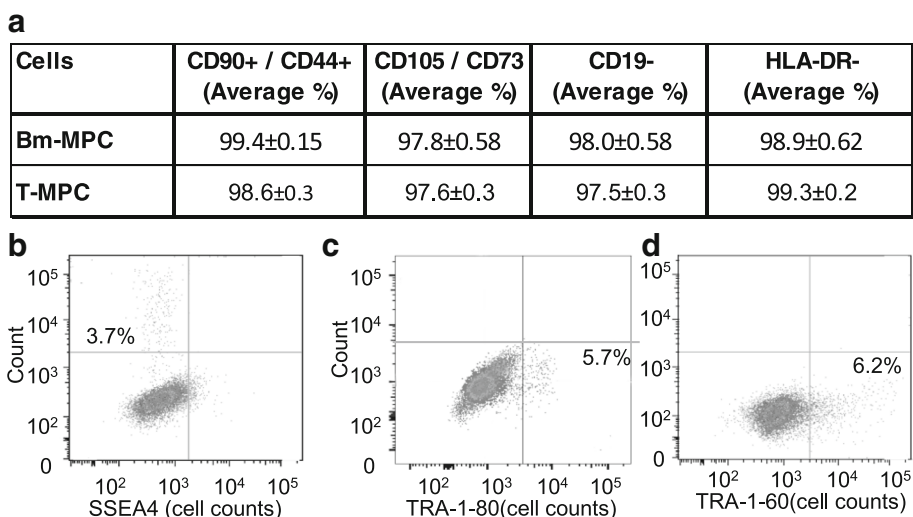 a
Cells CD90+ / CD44+ CD105 / CD73 CD19- HLA-DR-
(Average %) (Average %) (Average %) (Average %)
Bm-MPC 99.4±0.15 97.8±0.58 98.0±0.58 98.9±0.62
T-MPC 98.6±0.3 97.6±0.3 97.5±0.3 99.3±0.2
b
Count
10⁵
10⁴
3.7%
10³
10²
0
10² 10³ 10⁴ 10⁵
SSEA4 (cell counts)
c
Count
10⁵
10⁴
5.7%
10³
10²
0
10² 10³ 10⁴ 10⁵
TRA-1-80(cell counts)
d
10⁵
10⁴
10³
6.2%
10²
0
10² 10³ 10⁴ 10⁵
TRA-1-60(cell counts)